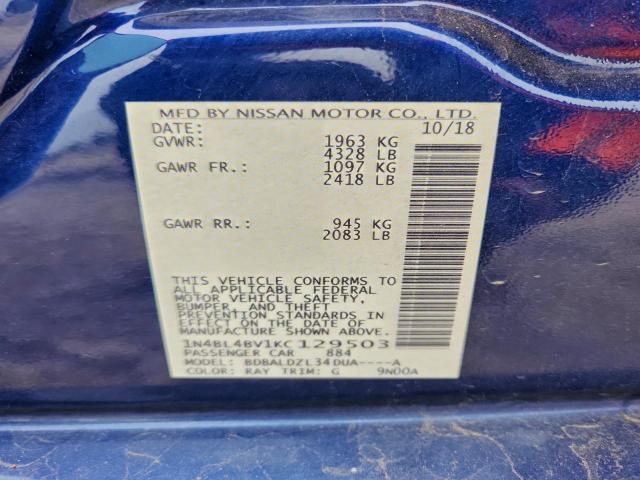 MFD BY NISSAN MOTOR CO., LTD.
DATE: 10/18
GVWR: 1963 KG
4328 LB
GAWR FR.: 1097 KG
2418 LB
GAWR RR.: 945 KG
2083 LB
THIS VEHICLE CONFORMS TO
ALL APPLICABLE FEDERAL
MOTOR VEHICLE SAFETY,
BUMPER, AND THEFT
PREVENTION STANDARDS IN
EFFECT ON THE DATE OF
MANUFACTURE SHOWN ABOVE.
1N4BL4BV1KC129503
PASSENGER CAR 884
MODEL: BDBALDZL34DUA----A
COLOR: RAY TRIM: G 9N00A